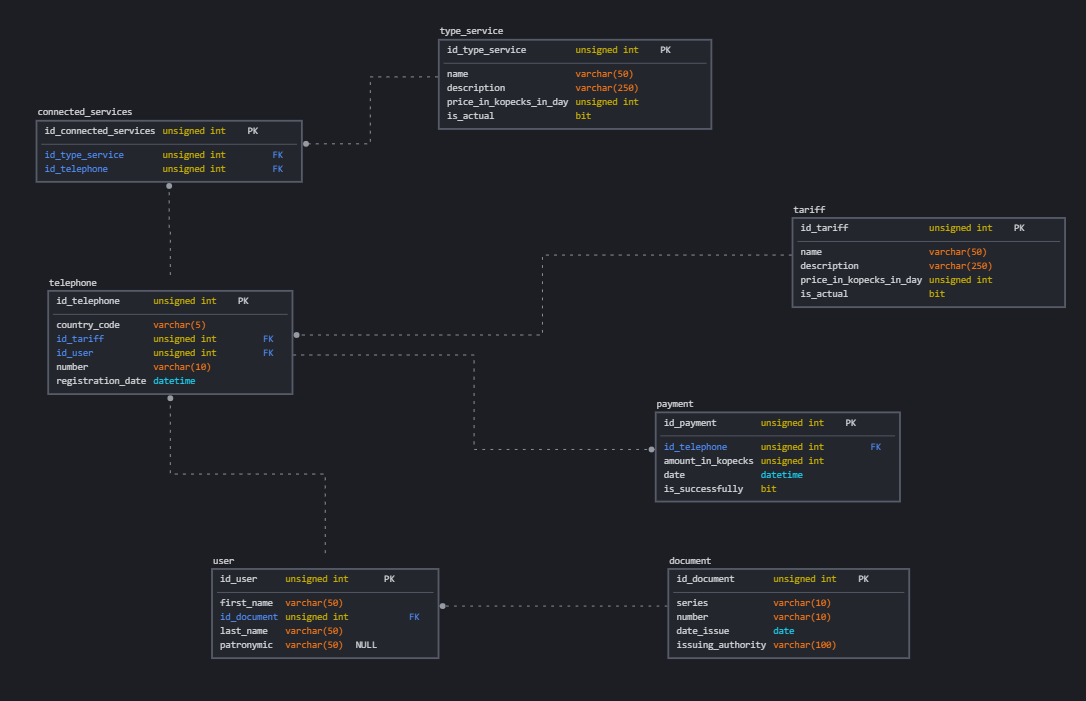 type_service
id_type_service unsigned int PK
name varchar(50)
description varchar(250)
price_in_kopecks_in_day unsigned int
is_actual bit
connected_services
id_connected_services unsigned int PK
id_type_service unsigned int FK
id_telephone unsigned int FK
tariff
id_tariff unsigned int PK
name varchar(50)
description varchar(250)
price_in_kopecks_in_day unsigned int
is_actual bit
telephone
id_telephone unsigned int PK
country_code varchar(5)
id_tariff unsigned int FK
id_user unsigned int FK
number varchar(10)
registration_date datetime
payment
id_payment unsigned int PK
id_telephone unsigned int FK
amount_in_kopecks unsigned int
date datetime
is_successfully bit
user
id_user unsigned int PK
first_name varchar(50)
id_document unsigned int FK
last_name varchar(50)
patronymic varchar(50) NULL
document
id_document unsigned int PK
series varchar(10)
number varchar(10)
date_issue date
issuing_authority varchar(100)